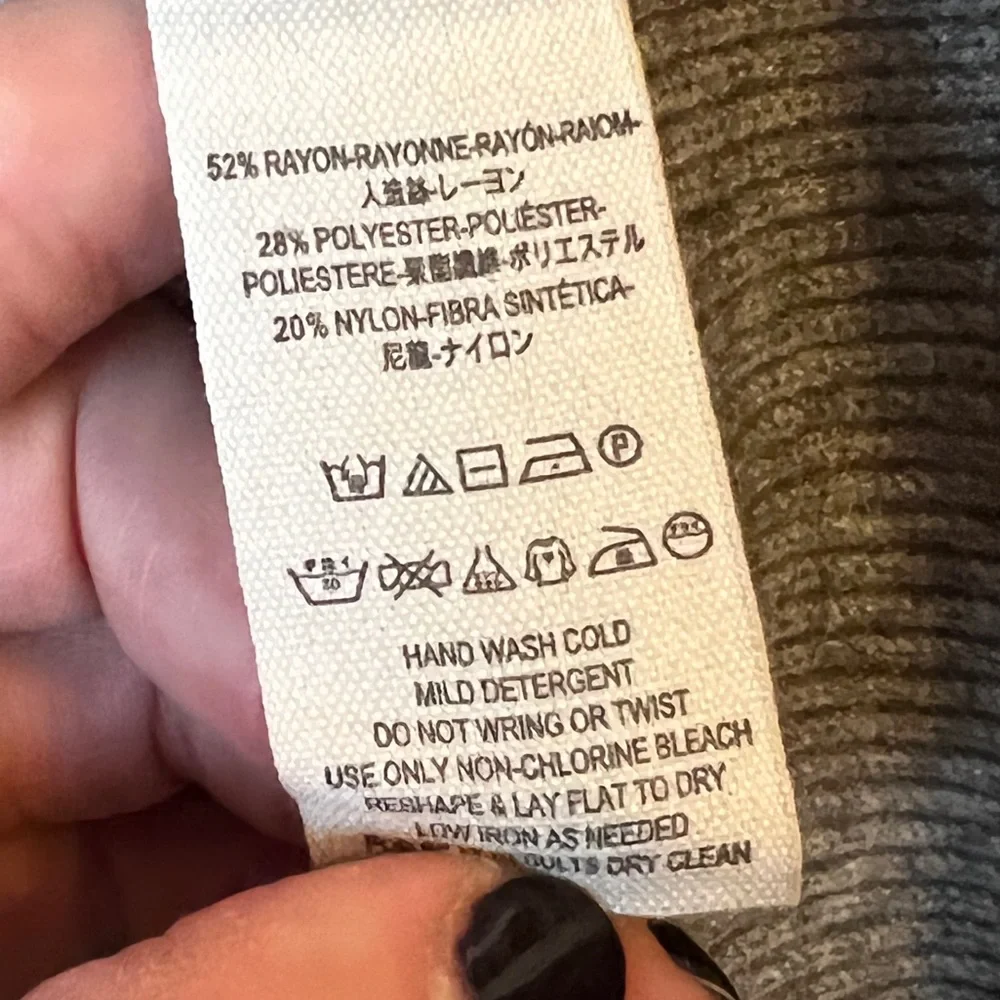 52% RAYON-RAYONNE-RAYÓN-RAIOM-
人造絲-レーヨン
28% POLYESTER-POLIÉSTER-
POLIESTERE-聚酯纖維-ポリエステル
20% NYLON-FIBRA SINTÉTICA-
尼龍-ナイロン
P
30
HAND WASH COLD
MILD DETERGENT
DO NOT WRING OR TWIST
USE ONLY NON-CHLORINE BLEACH
RESHAPE & LAY FLAT TO DRY
LOW IRON AS NEEDED
DRY CLEAN